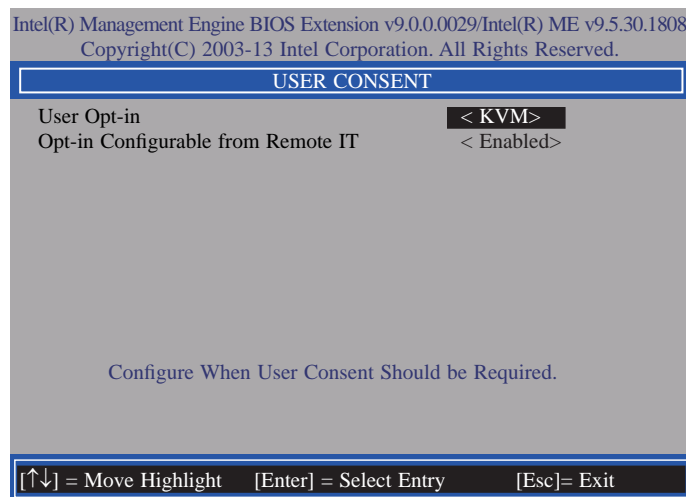 Intel(R) Management Engine BIOS Extension v9.0.0.0029/Intel(R) ME v9.5.30.1808
Copyright(C) 2003-13 Intel Corporation. All Rights Reserved.
USER CONSENT
User Opt-in < KVM>
Opt-in Configurable from Remote IT < Enabled>
Configure When User Consent Should be Required.
[↑↓] = Move Highlight [Enter] = Select Entry [Esc]= Exit